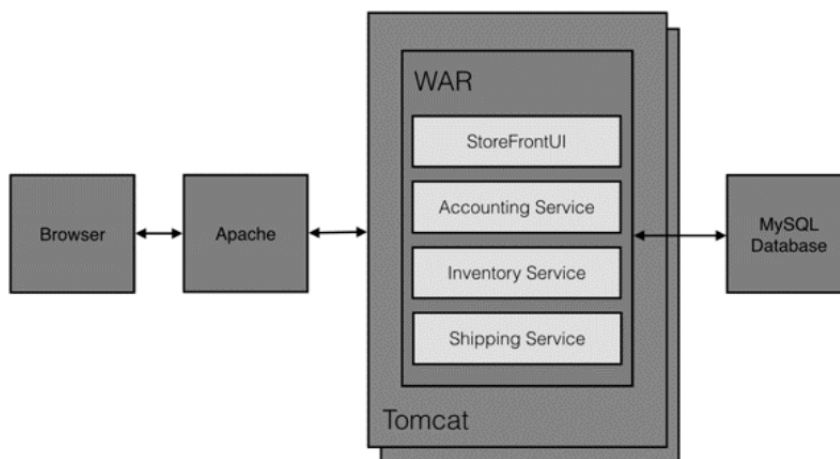 Browser
Apache
WAR
StoreFrontUI
Accounting Service
Inventory Service
Shipping Service
Tomcat
MySQL
Database